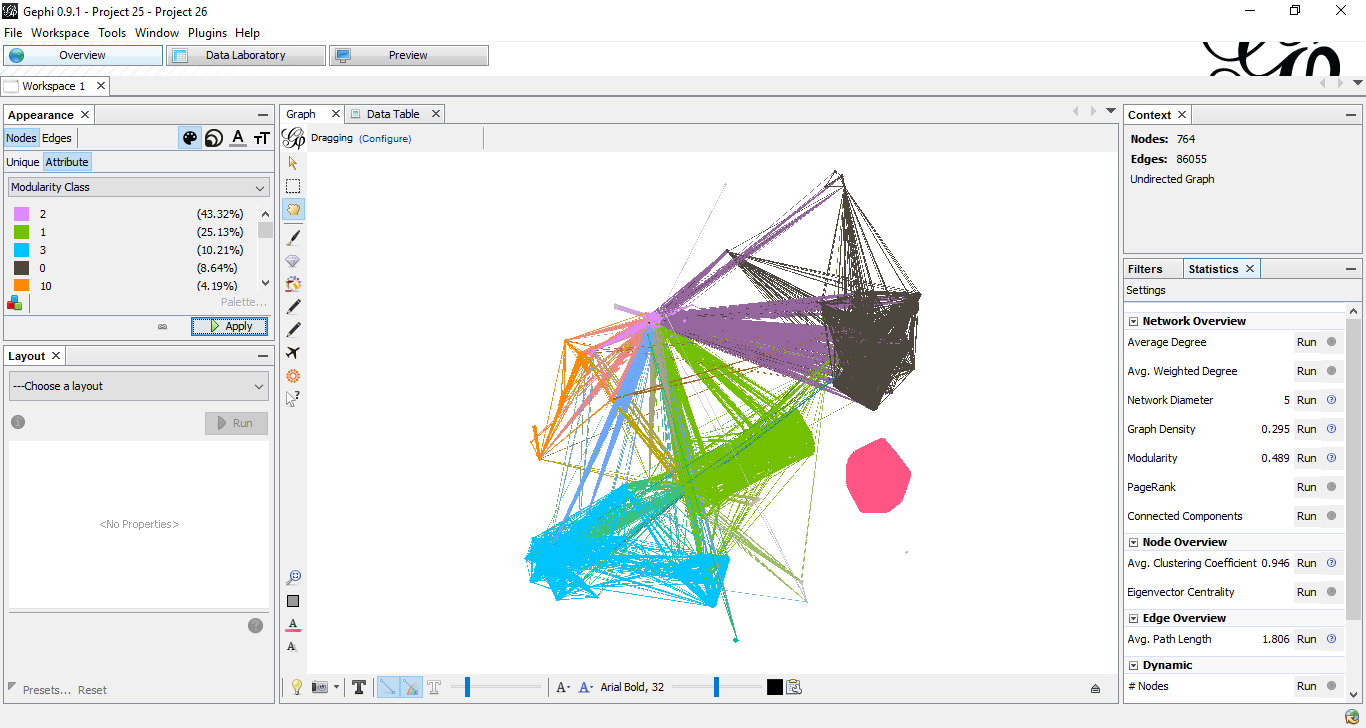 Gephi 0.9.1 - Project 25 - Project 26
File Workspace Tools Window Plugins Help
Overview Data Laboratory Preview
Workspace 1
Appearance
Nodes Edges
Unique Attribute
Modularity Class
2 (43.32%)
1 (25.13%)
3 (10.21%)
0 (8.64%)
10 (4.19%)
Palette...
Apply
Layout
---Choose a layout
Run
<No Properties>
Presets... Reset
Graph Data Table
Dragging (Configure)
Arial Bold, 32
Context
Nodes: 764
Edges: 86055
Undirected Graph
Filters Statistics
Settings
Network Overview
Average Degree Run
Avg. Weighted Degree Run
Network Diameter 5 Run
Graph Density 0.295 Run
Modularity 0.489 Run
PageRank Run
Connected Components Run
Node Overview
Avg. Clustering Coefficient 0.946 Run
Eigenvector Centrality Run
Edge Overview
Avg. Path Length 1.806 Run
Dynamic
# Nodes Run